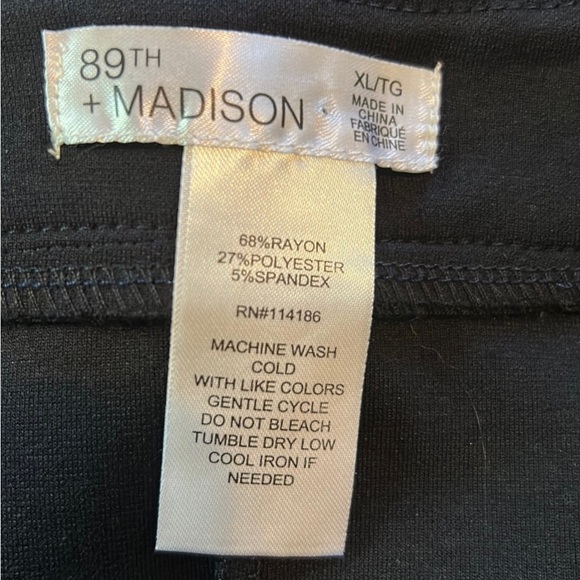 89TH
+ MADISON
XL/TG
MADE IN
CHINA
FABRIQUÉ
EN CHINE
68%RAYON
27%POLYESTER
5%SPANDEX
RN#114186
MACHINE WASH
COLD
WITH LIKE COLORS
GENTLE CYCLE
DO NOT BLEACH
TUMBLE DRY LOW
COOL IRON IF
NEEDED